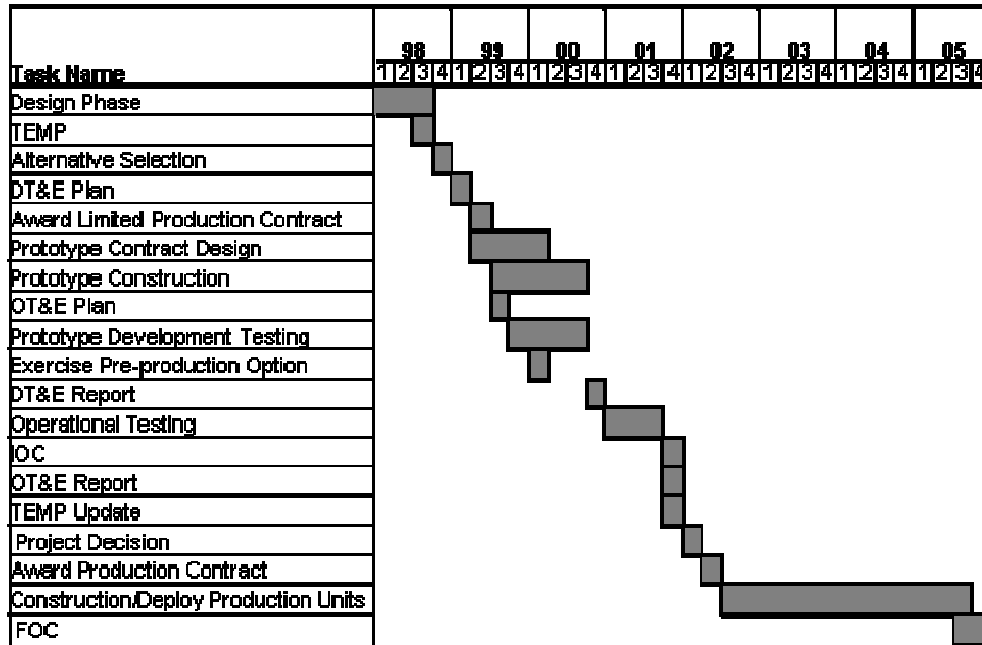 98 99 00 01 02 03 04 05
Task Name 1 2 3 4 1 2 3 4 1 2 3 4 1 2 3 4 1 2 3 4 1 2 3 4 1 2 3 4 1 2 3 4
Design Phase
TEMP
Alternative Selection
DT&E Plan
Award Limited Production Contract
Prototype Contract Design
Prototype Construction
OT&E Plan
Prototype Development Testing
Exercise Pre-production Option
DT&E Report
Operational Testing
IOC
OT&E Report
TEMP Update
Project Decision
Award Production Contract
Construction/Deploy Production Units
FOC